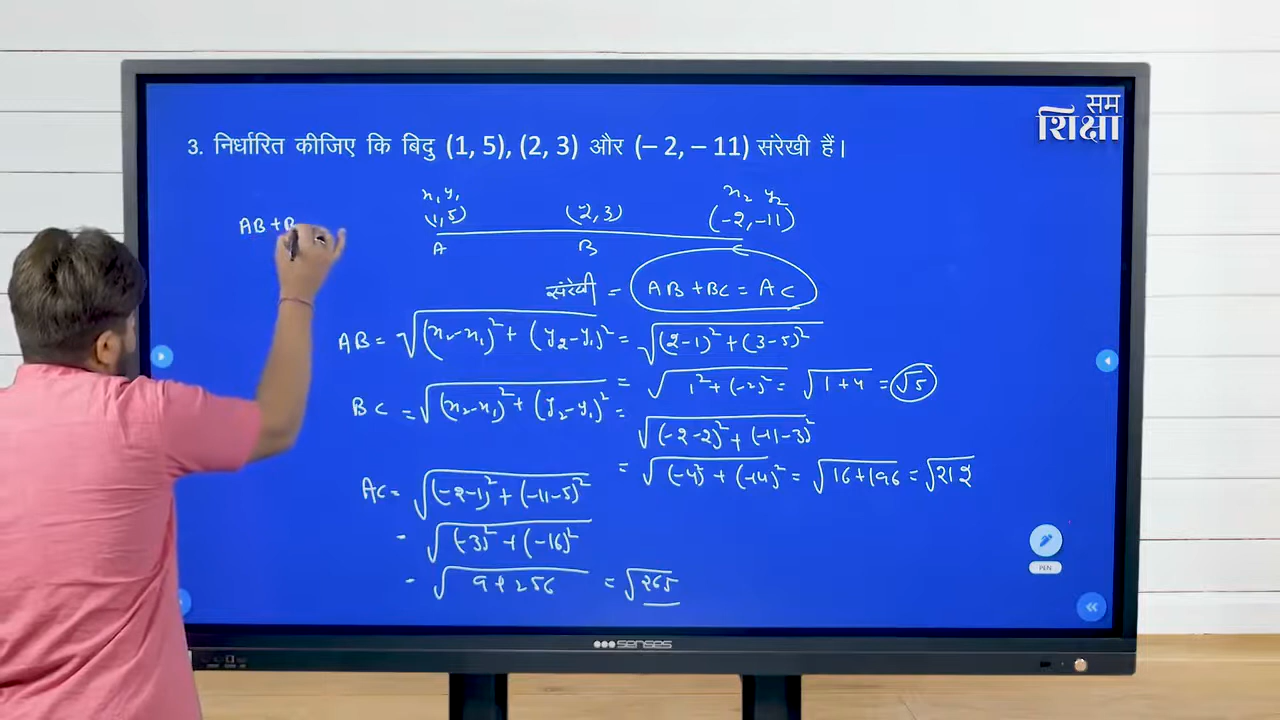 सम
शिक्षा
3. निर्धारित कीजिए कि बिदु (1, 5), (2, 3) और (– 2, – 11) संरेखी हैं।
x₁ y₁ x₂ y₂
(1,5) (2,3) (-2,-11)
AB+B
A B C
संरेखी = AB+BC = AC
AB = √(x₂-x₁)²+(y₂-y₁)² = √(2-1)²+(3-5)²
= √1²+(-2)² = √1+4 = √5
BC = √(x₂-x₁)²+(y₂-y₁)² =
√(-2-2)²+(-11-3)²
= √(-4)²+(-14)² = √16+196 = √212
AC = √(-2-1)²+(-11-5)²
- √(-3)²+(-16)²
- √9+256 = √265
PEN
senses